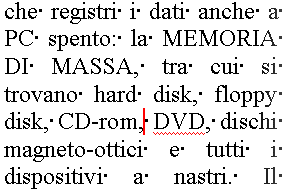 che registri i dati anche a
PC spento: la MEMORIA
DI MASSA, tra cui si
trovano hard disk, floppy
disk, CD-rom, DVD, dischi
magneto-ottici e tutti i
dispositivi a nastri. Il